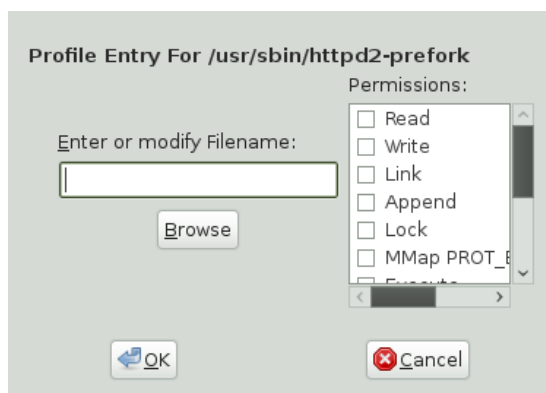 Profile Entry For /usr/sbin/httpd2-prefork
Permissions:
Enter or modify Filename:
Read
Write
Link
Append
Lock
MMap PROT_E
Browse
OK
Cancel